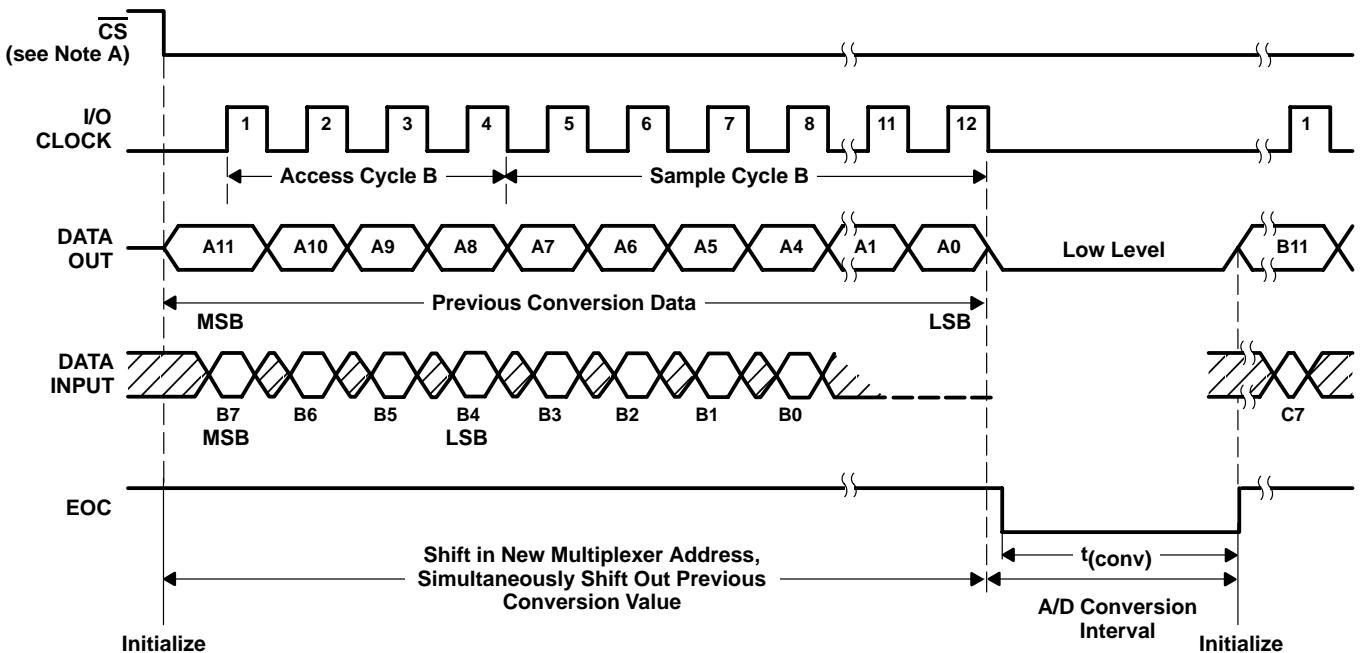 CS
(see Note A)
I/O
CLOCK
1 2 3 4 5 6 7 8 11 12 1
Access Cycle B Sample Cycle B
DATA
OUT
A11 A10 A9 A8 A7 A6 A5 A4 A1 A0 Low Level B11
Previous Conversion Data
MSB LSB
DATA
INPUT
B7 B6 B5 B4 B3 B2 B1 B0 C7
MSB LSB
EOC
Shift in New Multiplexer Address,
Simultaneously Shift Out Previous
Conversion Value
t(conv)
A/D Conversion
Interval
Initialize Initialize